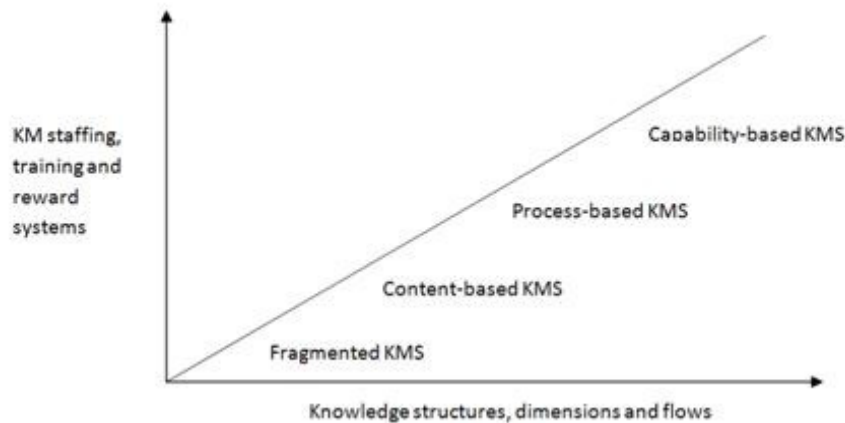 KM staffing,
training and
reward
systems
Capability-based KMS
Process-based KMS
Content-based KMS
Fragmented KMS
Knowledge structures, dimensions and flows